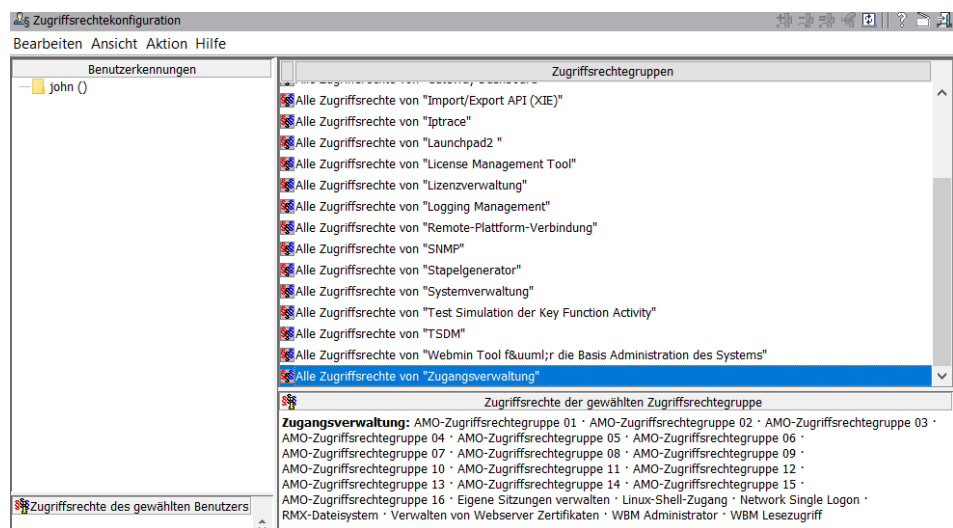 Zugriffsrechtekonfiguration
Bearbeiten Ansicht Aktion Hilfe
Benutzerkennungen
john ()
Zugriffsrechtegruppen
Alle Zugriffsrechte von "Import/Export API (XIE)"
Alle Zugriffsrechte von "Iptrace"
Alle Zugriffsrechte von "Launchpad2 "
Alle Zugriffsrechte von "License Management Tool"
Alle Zugriffsrechte von "Lizenzverwaltung"
Alle Zugriffsrechte von "Logging Management"
Alle Zugriffsrechte von "Remote-Plattform-Verbindung"
Alle Zugriffsrechte von "SNMP"
Alle Zugriffsrechte von "Stapelgenerator"
Alle Zugriffsrechte von "Systemverwaltung"
Alle Zugriffsrechte von "Test Simulation der Key Function Activity"
Alle Zugriffsrechte von "TSDM"
Alle Zugriffsrechte von "Webmin Tool f&uuml;r die Basis Administration des Systems"
Alle Zugriffsrechte von "Zugangsverwaltung"
Zugriffsrechte der gewählten Zugriffsrechtegruppe
Zugangsverwaltung: AMO-Zugriffsrechtegruppe 01 · AMO-Zugriffsrechtegruppe 02 · AMO-Zugriffsrechtegruppe 03 ·
AMO-Zugriffsrechtegruppe 04 · AMO-Zugriffsrechtegruppe 05 · AMO-Zugriffsrechtegruppe 06 ·
AMO-Zugriffsrechtegruppe 07 · AMO-Zugriffsrechtegruppe 08 · AMO-Zugriffsrechtegruppe 09 ·
AMO-Zugriffsrechtegruppe 10 · AMO-Zugriffsrechtegruppe 11 · AMO-Zugriffsrechtegruppe 12 ·
AMO-Zugriffsrechtegruppe 13 · AMO-Zugriffsrechtegruppe 14 · AMO-Zugriffsrechtegruppe 15 ·
AMO-Zugriffsrechtegruppe 16 · Eigene Sitzungen verwalten · Linux-Shell-Zugang · Network Single Logon ·
RMX-Dateisystem · Verwalten von Webserver Zertifikaten · WBM Administrator · WBM Lesezugriff
Zugriffsrechte des gewählten Benutzers